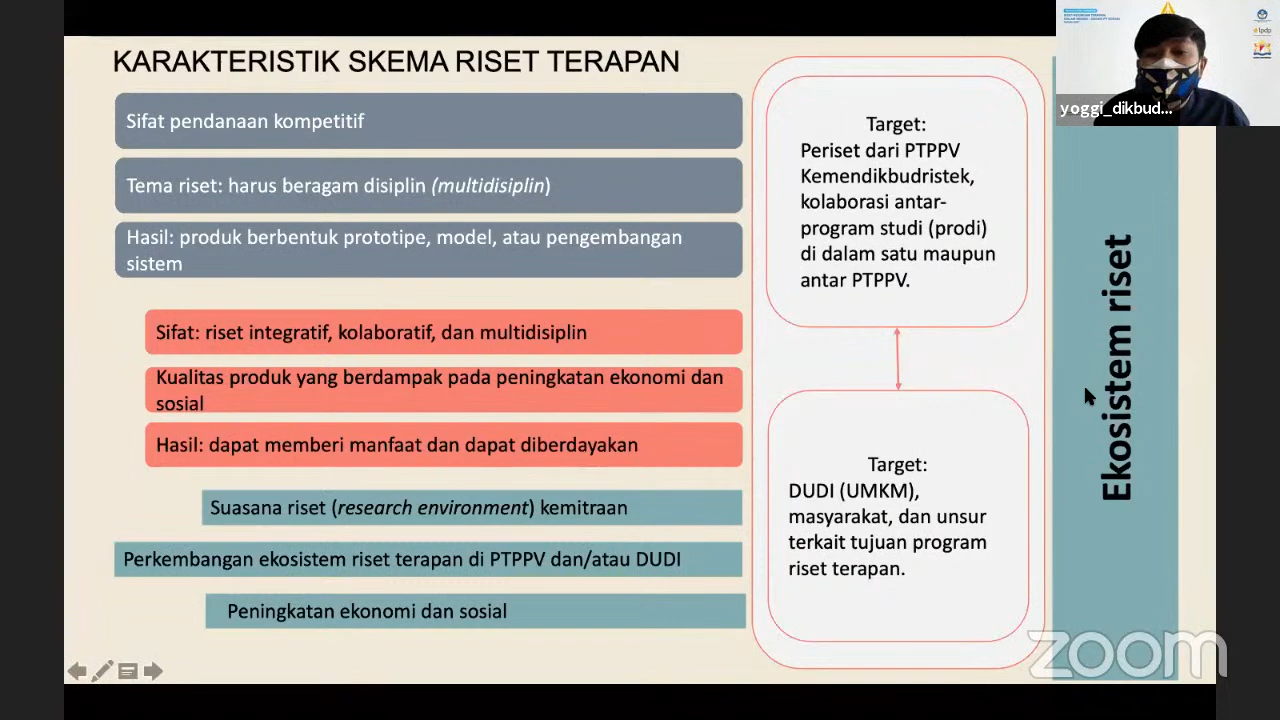 KARAKTERISTIK SKEMA RISET TERAPAN
Sifat pendanaan kompetitif
Tema riset: harus beragam disiplin (multidisiplin)
Hasil: produk berbentuk prototipe, model, atau pengembangan
sistem
Sifat: riset integratif, kolaboratif, dan multidisiplin
Kualitas produk yang berdampak pada peningkatan ekonomi dan
sosial
Hasil: dapat memberi manfaat dan dapat diberdayakan
Suasana riset (research environment) kemitraan
Perkembangan ekosistem riset terapan di PTPPV dan/atau DUDI
Peningkatan ekonomi dan sosial
Target:
Periset dari PTPPV
Kemendikbudristek,
kolaborasi antar-
program studi (prodi)
di dalam satu maupun
antar PTPPV.
Target:
DUDI (UMKM),
masyarakat, dan unsur
terkait tujuan program
riset terapan.
Ekosistem riset
yoggi_dikbud...
lpdp
zoom